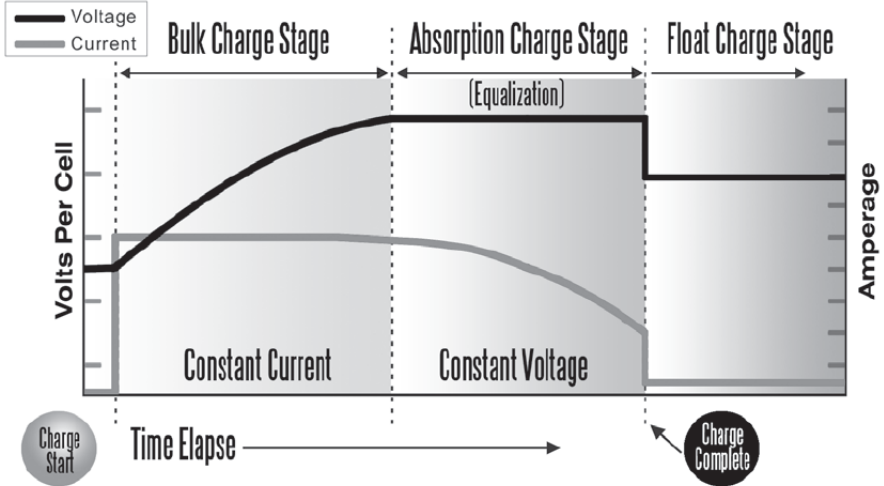 Voltage
Current
Bulk Charge Stage
Absorption Charge Stage
Float Charge Stage
(Equalization)
Volts Per Cell
Amperage
Constant Current
Constant Voltage
Charge
Start
Time Elapse
Charge
Complete